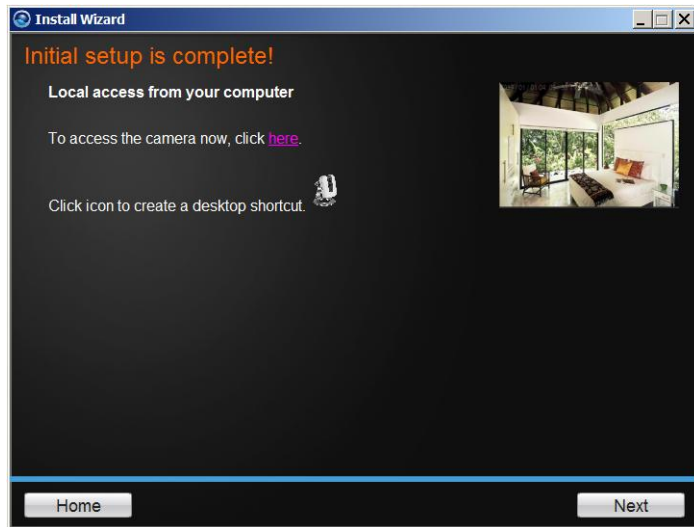 Install Wizard
Initial setup is complete!
Local access from your computer
To access the camera now, click here.
Click icon to create a desktop shortcut.
Home
Next